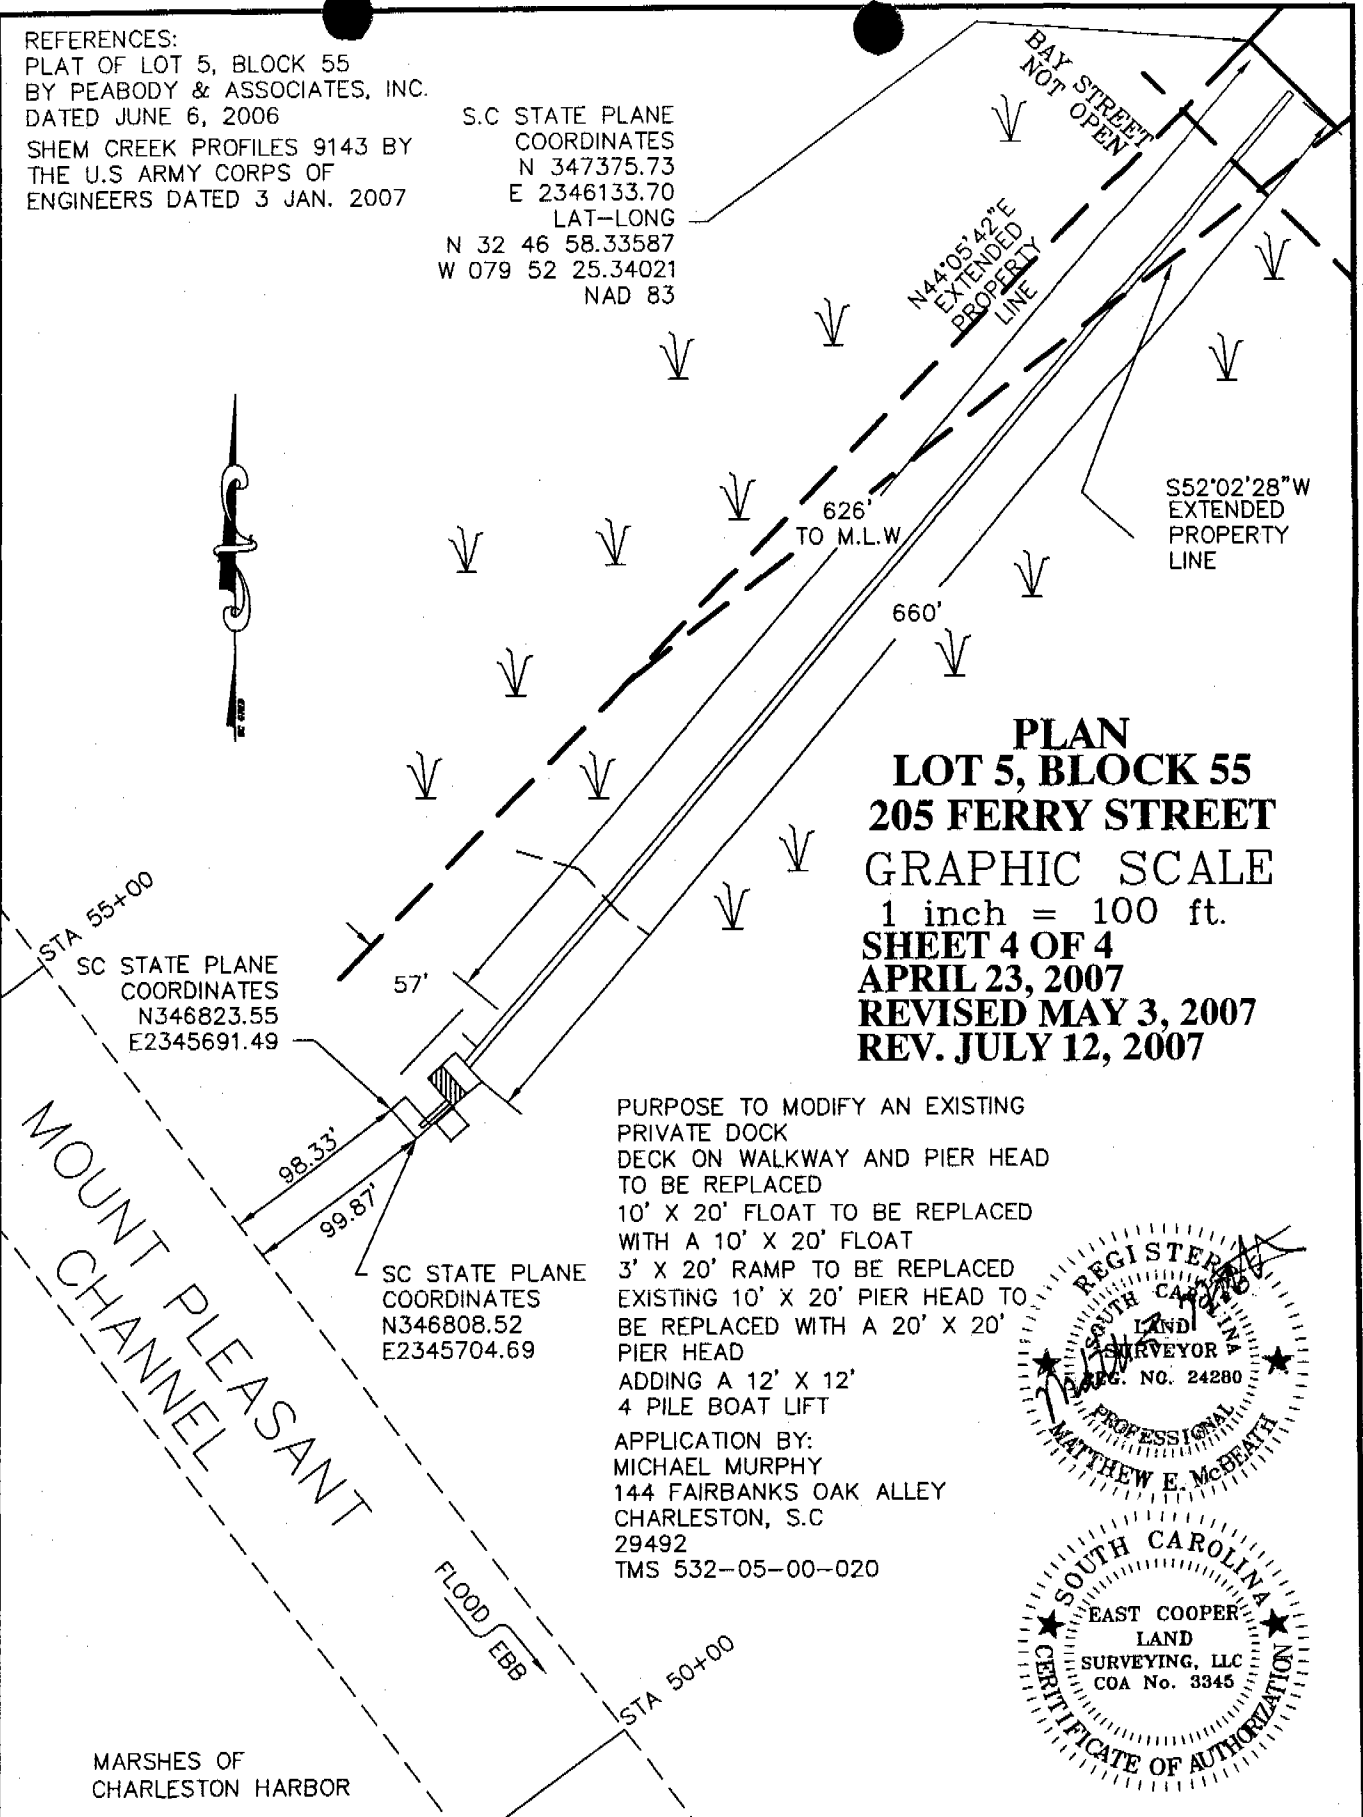 REFERENCES:
PLAT OF LOT 5, BLOCK 55
BY PEABODY & ASSOCIATES, INC.
DATED JUNE 6, 2006
SHEM CREEK PROFILES 9143 BY
THE U.S ARMY CORPS OF
ENGINEERS DATED 3 JAN. 2007
S.C STATE PLANE
COORDINATES
N 347375.73
E 2346133.70
LAT-LONG
N 32 46 58.33587
W 079 52 25.34021
NAD 83
BAY STREET
NOT OPEN
N44°05'42"E
EXTENDED
PROPERTY
LINE
S52°02'28"W
EXTENDED
PROPERTY
LINE
626'
TO M.L.W
660'
PLAN
LOT 5, BLOCK 55
205 FERRY STREET
GRAPHIC SCALE
1 inch = 100 ft.
SHEET 4 OF 4
APRIL 23, 2007
REVISED MAY 3, 2007
REV. JULY 12, 2007
STA 55+00
SC STATE PLANE
COORDINATES
N346823.55
E2345691.49
57'
98.33'
99.87'
MOUNT PLEASANT
CHANNEL
SC STATE PLANE
COORDINATES
N346808.52
E2345704.69
PURPOSE TO MODIFY AN EXISTING
PRIVATE DOCK
DECK ON WALKWAY AND PIER HEAD
TO BE REPLACED
10' X 20' FLOAT TO BE REPLACED
WITH A 10' X 20' FLOAT
3' X 20' RAMP TO BE REPLACED
EXISTING 10' X 20' PIER HEAD TO
BE REPLACED WITH A 20' X 20'
PIER HEAD
ADDING A 12' X 12'
4 PILE BOAT LIFT
APPLICATION BY:
MICHAEL MURPHY
144 FAIRBANKS OAK ALLEY
CHARLESTON, S.C
29492
TMS 532-05-00-020
REGISTERED
SOUTH CAROLINA
LAND
SURVEYOR
REG. NO. 24280
PROFESSIONAL
MATTHEW E. McBEATH
SOUTH CAROLINA
EAST COOPER
LAND
SURVEYING, LLC
COA No. 3345
CERITIFICATE OF AUTHORIZATION
FLOOD
EBB
STA 50+00
MARSHES OF
CHARLESTON HARBOR